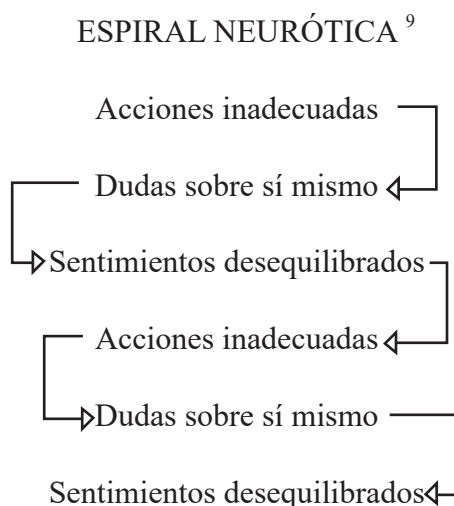 ESPIRAL NEURÓTICA 9
Acciones inadecuadas
Dudas sobre sí mismo
Sentimientos desequilibrados
Acciones inadecuadas
Dudas sobre sí mismo
Sentimientos desequilibrados